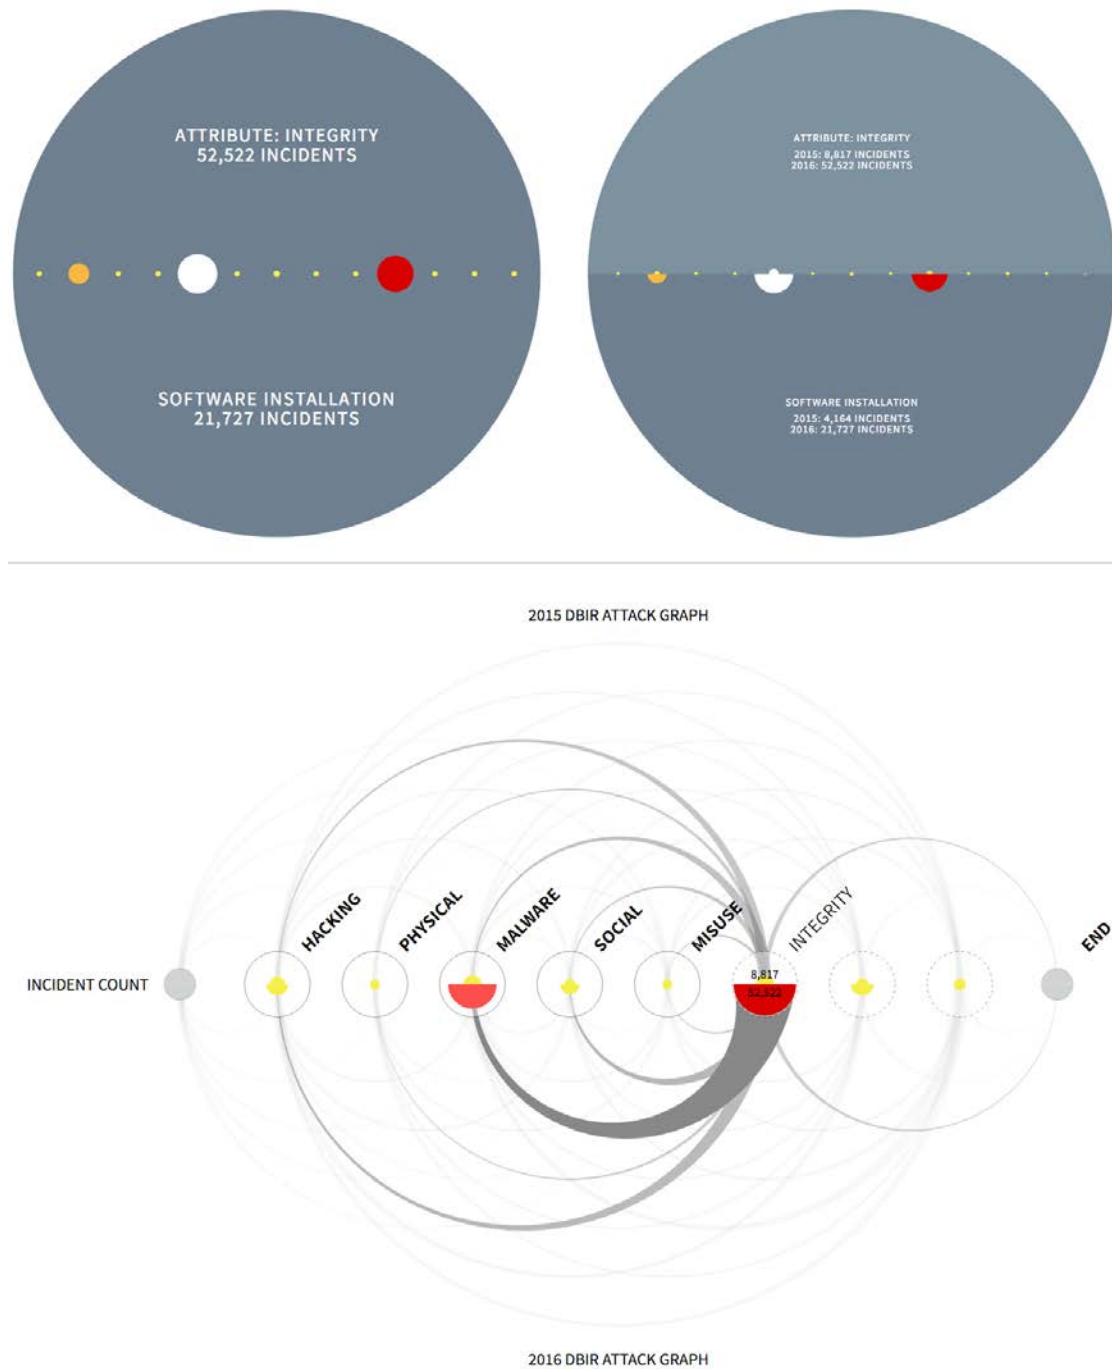 ATTRIBUTE: INTEGRITY
52,522 INCIDENTS
SOFTWARE INSTALLATION
21,727 INCIDENTS
ATTRIBUTE: INTEGRITY
2015: 8,817 INCIDENTS
2016: 52,522 INCIDENTS
SOFTWARE INSTALLATION
2015: 4,164 INCIDENTS
2016: 21,727 INCIDENTS
2015 DBIR ATTACK GRAPH
INCIDENT COUNT
HACKING
PHYSICAL
MALWARE
SOCIAL
MISUSE
INTEGRITY
END
8,817
52,522
2016 DBIR ATTACK GRAPH